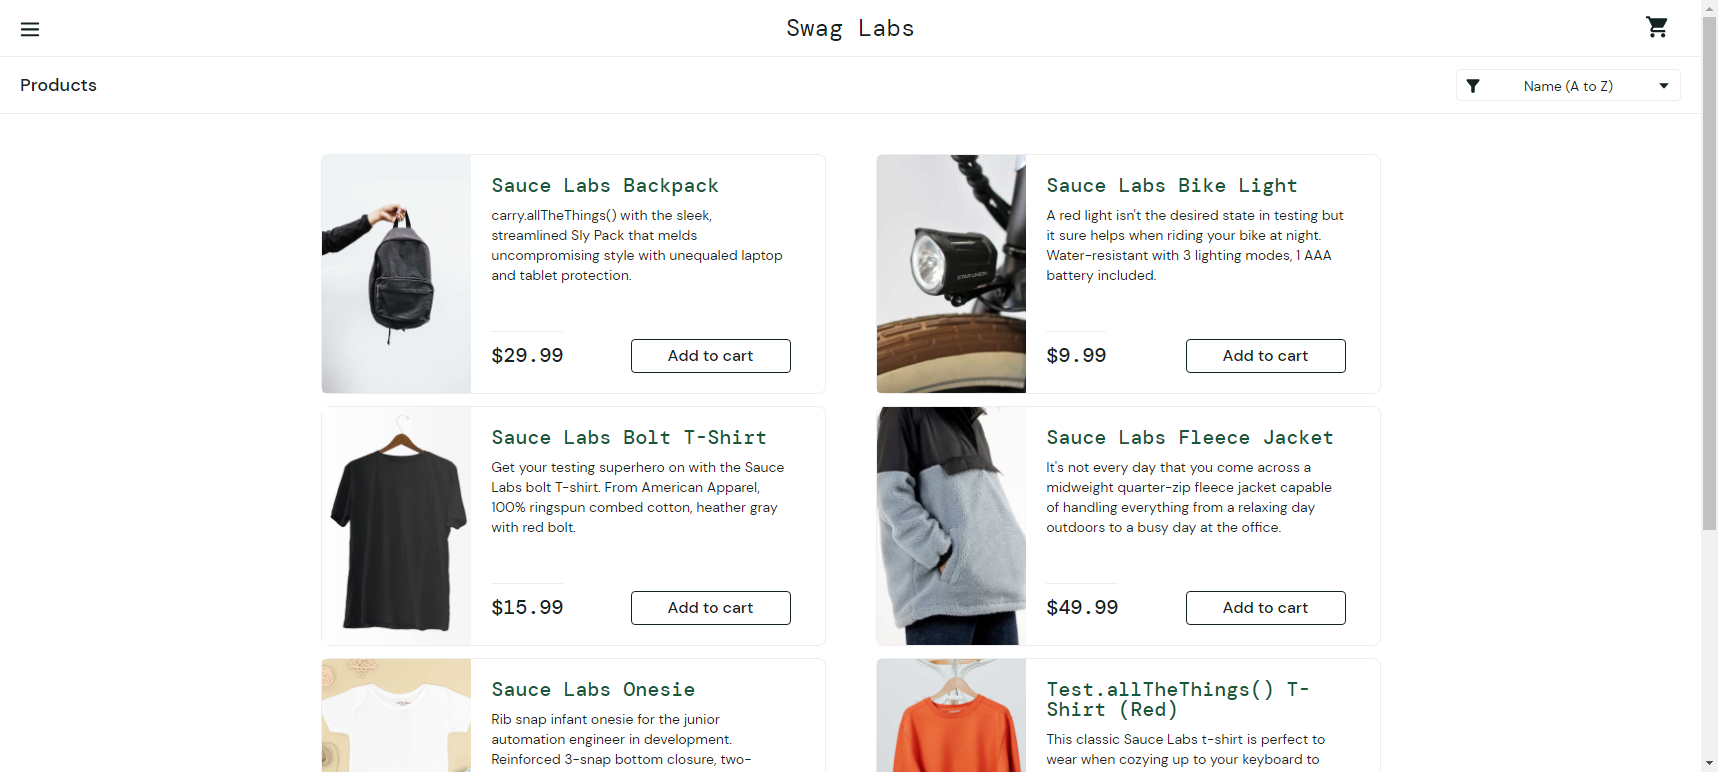 Swag Labs
Products
Name (A to Z)
Sauce Labs Backpack
carry.allTheThings() with the sleek,
streamlined Sly Pack that melds
uncompromising style with unequaled laptop
and tablet protection.
$29.99
Add to cart
Sauce Labs Bike Light
A red light isn't the desired state in testing but
it sure helps when riding your bike at night.
Water-resistant with 3 lighting modes, 1 AAA
battery included.
$9.99
Add to cart
STAR UNION
Sauce Labs Bolt T-Shirt
Get your testing superhero on with the Sauce
Labs bolt T-shirt. From American Apparel,
100% ringspun combed cotton, heather gray
with red bolt.
$15.99
Add to cart
Sauce Labs Fleece Jacket
It's not every day that you come across a
midweight quarter-zip fleece jacket capable
of handling everything from a relaxing day
outdoors to a busy day at the office.
$49.99
Add to cart
Sauce Labs Onesie
Rib snap infant onesie for the junior
automation engineer in development.
Reinforced 3-snap bottom closure, two-
Test.allTheThings() T-
Shirt (Red)
This classic Sauce Labs t-shirt is perfect to
wear when cozying up to your keyboard to